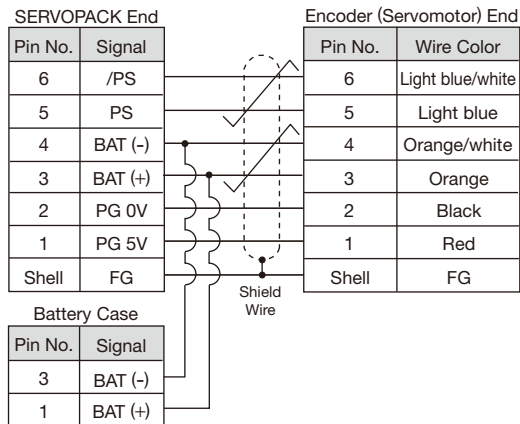 SERVOPACK End
Encoder (Servomotor) End
Pin No. Signal
Pin No. Wire Color
6 /PS
6 Light blue/white
5 PS
5 Light blue
4 BAT (-)
4 Orange/white
3 BAT (+)
3 Orange
2 PG 0V
2 Black
1 PG 5V
1 Red
Shell FG
Shell FG
Shield
Wire
Battery Case
Pin No. Signal
3 BAT (-)
1 BAT (+)